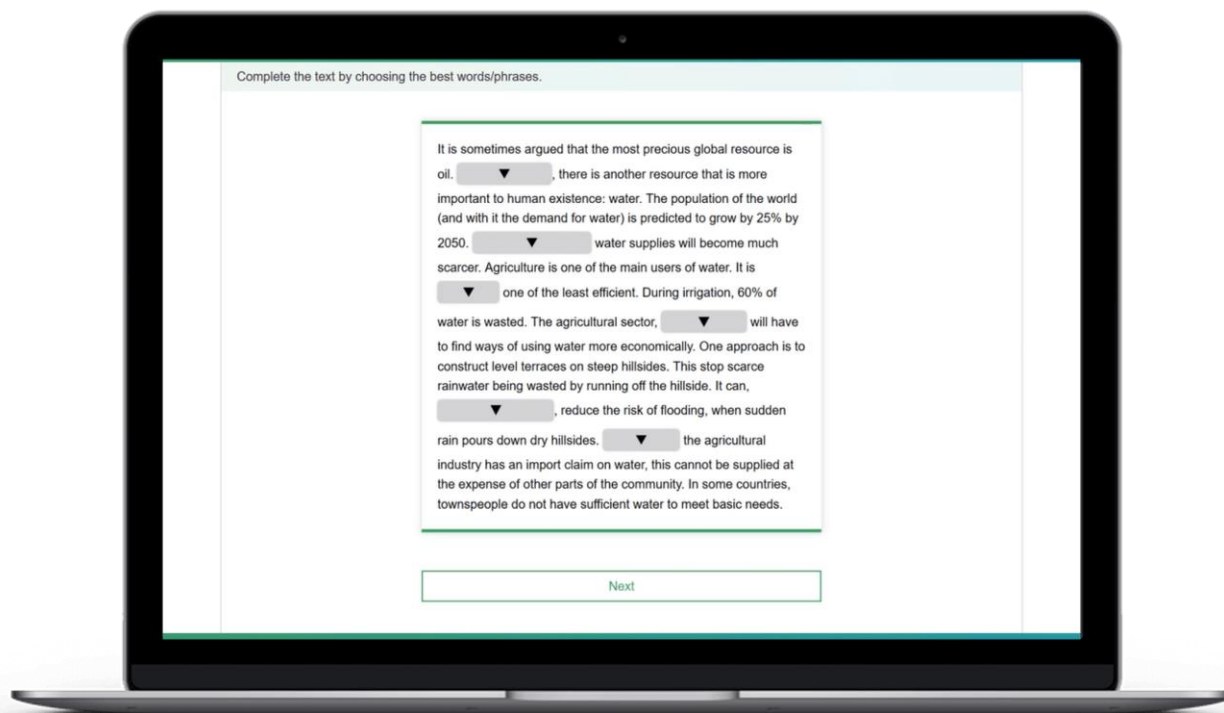 Complete the text by choosing the best words/phrases.
It is sometimes argued that the most precious global resource is
oil. ▼ , there is another resource that is more
important to human existence: water. The population of the world
(and with it the demand for water) is predicted to grow by 25% by
2050. ▼ water supplies will become much
scarcer. Agriculture is one of the main users of water. It is
▼ one of the least efficient. During irrigation, 60% of
water is wasted. The agricultural sector, ▼ will have
to find ways of using water more economically. One approach is to
construct level terraces on steep hillsides. This stop scarce
rainwater being wasted by running off the hillside. It can,
▼ , reduce the risk of flooding, when sudden
rain pours down dry hillsides. ▼ the agricultural
industry has an import claim on water, this cannot be supplied at
the expense of other parts of the community. In some countries,
townspeople do not have sufficient water to meet basic needs.
Next